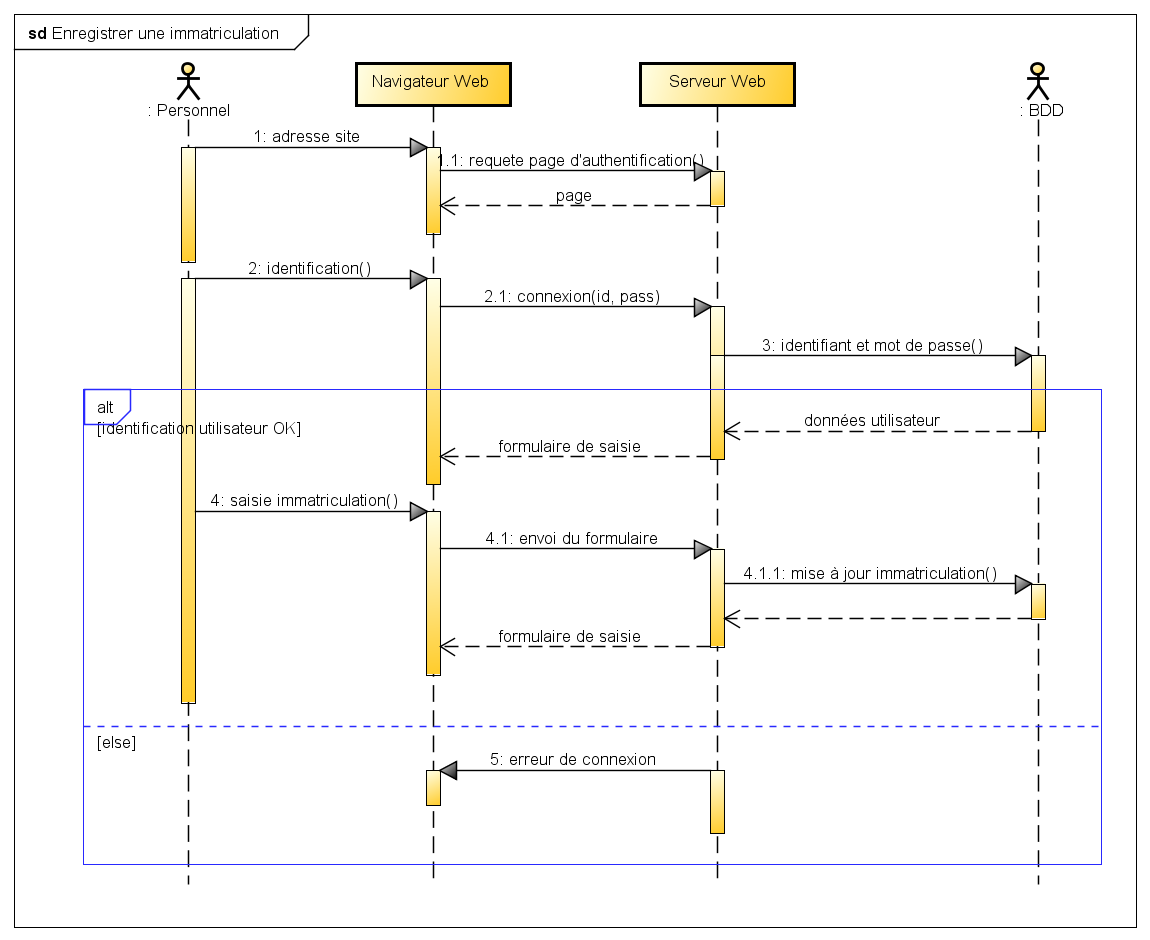 sd Enregistrer une immatriculation
: Personnel
Navigateur Web
Serveur Web
: BDD
1: adresse site
1.1: requete page d'authentification()
page
2: identification()
2.1: connexion(id, pass)
3: identifiant et mot de passe()
alt
[identification utilisateur OK]
données utilisateur
formulaire de saisie
4: saisie immatriculation()
4.1: envoi du formulaire
4.1.1: mise à jour immatriculation()
formulaire de saisie
[else]
5: erreur de connexion